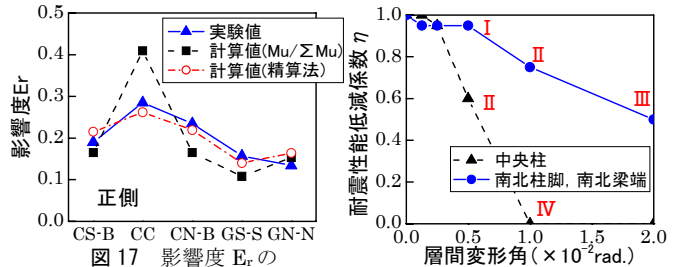 影響度Er
0.5
0.4
0.3
0.2
0.1
0.0
実験値
計算値(Mu/ΣMu)
計算値(精算法)
正側
CS-B CC CN-B GS-S GN-N
図 17 影響度 Erの
耐震性能低減係数 η
1.0
0.8
0.6
0.4
0.2
0.0
Ⅰ
Ⅱ
Ⅱ
Ⅲ
Ⅳ
中央柱
南北柱脚, 南北梁端
0.0 0.5 1.0 1.5 2.0
層間変形角(×10⁻²rad.)